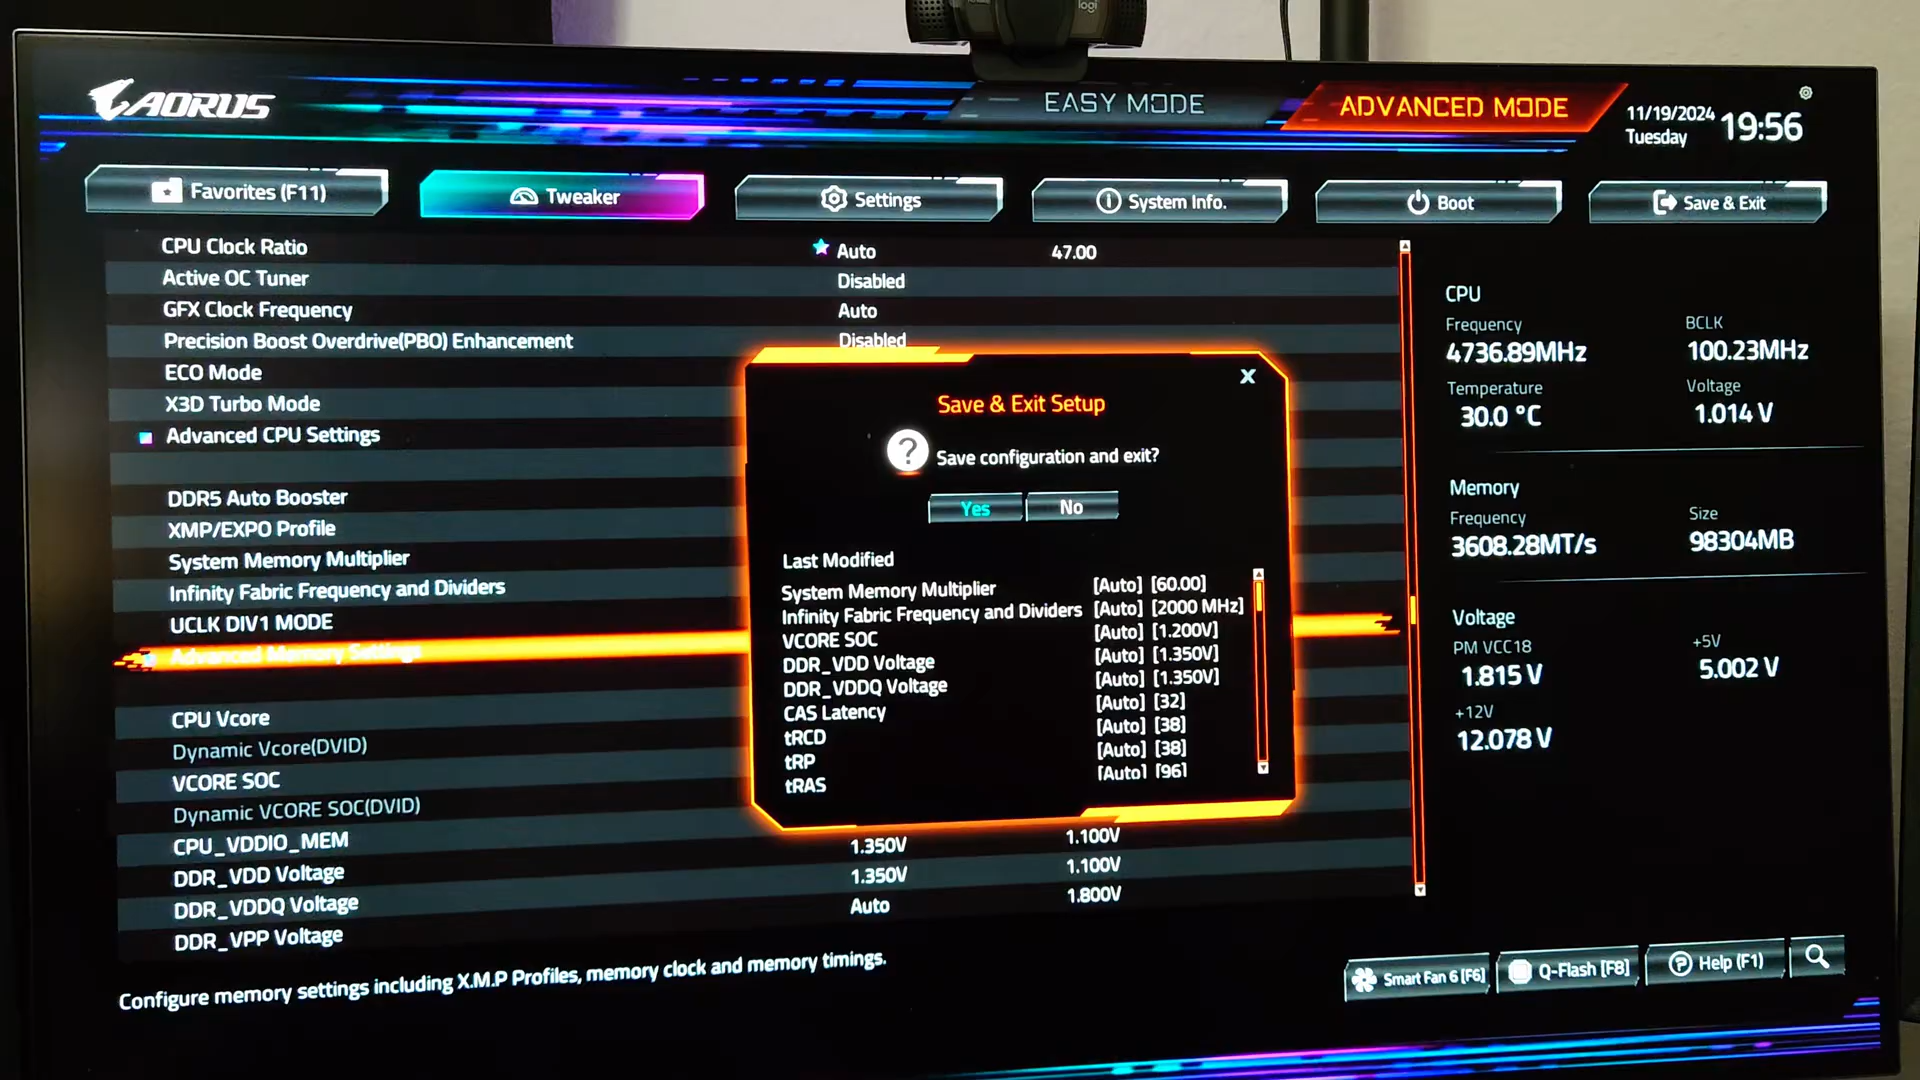 logi
AORUS
EASY MODE
ADVANCED MODE
11/19/2024
Tuesday
19:56
Favorites (F11)
Tweaker
Settings
System Info.
Boot
Save & Exit
CPU Clock Ratio Auto 47.00
Active OC Tuner Disabled
GFX Clock Frequency Auto
Precision Boost Overdrive(PBO) Enhancement Disabled
ECO Mode
X3D Turbo Mode
Advanced CPU Settings
DDR5 Auto Booster
XMP/EXPO Profile
System Memory Multiplier
Infinity Fabric Frequency and Dividers
UCLK DIV1 MODE
Advanced Memory Settings
CPU Vcore
Dynamic Vcore(DVID)
VCORE SOC
Dynamic VCORE SOC(DVID)
CPU_VDDIO_MEM
DDR_VDD Voltage
DDR_VDDQ Voltage
DDR_VPP Voltage
1.350V 1.100V
1.350V 1.100V
Auto 1.800V
X
Save & Exit Setup
? Save configuration and exit?
Yes No
Last Modified
System Memory Multiplier [Auto] [60.00]
Infinity Fabric Frequency and Dividers [Auto] [2000 MHz]
VCORE SOC [Auto] [1.200V]
DDR_VDD Voltage [Auto] [1.350V]
DDR_VDDQ Voltage [Auto] [1.350V]
CAS Latency [Auto] [32]
tRCD [Auto] [38]
tRP [Auto] [38]
tRAS [Auto] [96]
CPU
Frequency BCLK
4736.89MHz 100.23MHz
Temperature Voltage
30.0 °C 1.014 V
Memory
Frequency Size
3608.28MT/s 98304MB
Voltage
PM VCC18 +5V
1.815 V 5.002 V
+12V
12.078 V
Configure memory settings including X.M.P Profiles, memory clock and memory timings.
Smart Fan 6 [F6]
Q-Flash [F8]
Help (F1)